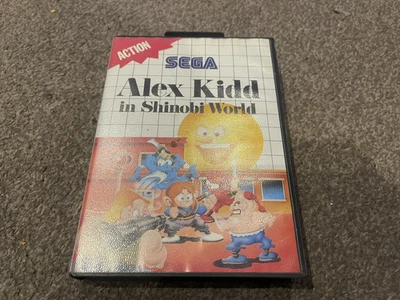 ACTION
SEGA
Alex Kidd
in Shinobi World